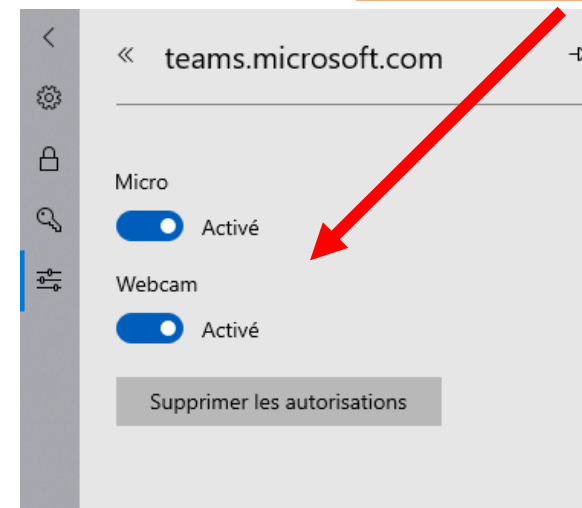 teams.microsoft.com
Micro
Activé
Webcam
Activé
Supprimer les autorisations